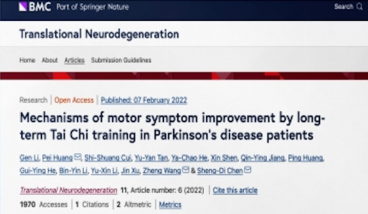 BMC Part of Springer Nature
Search
Translational Neurodegeneration
Home About Articles Submission Guidelines
Research | Open Access | Published: 07 February 2022
Mechanisms of motor symptom improvement by long-
term Tai Chi training in Parkinson's disease patients
Gen Li, Pei Huang, Shi-Shuang Cui, Yu-Yan Tan, Ya-Chao He, Xin Shen, Qin-Ying Jiang, Ping Huang,
Gui-Ying He, Bin-Yin Li, Yu-Xin Li, Jin Xu, Zheng Wang & Sheng-Di Chen
Translational Neurodegeneration 11, Article number: 6 (2022) | Cite this article
1970 Accesses | 1 Citations | 2 Altmetric | Metrics